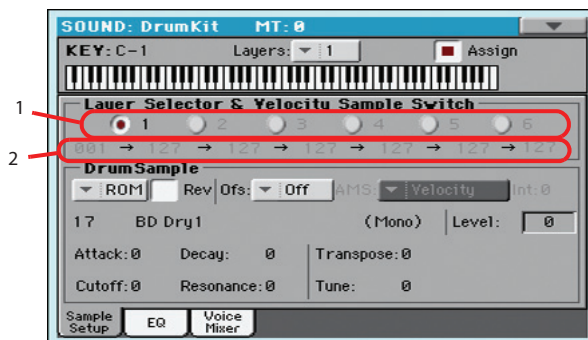 SOUND: DrumKit MT: 0
KEY: C-1 Layers: 1 Assign
Layer Selector & Velocity Sample Switch
1
1 2 3 4 5 6
2
001 → 127 → 127 → 127 → 127 → 127 → 127
DrumSample
ROM Rev Ofs: Off AMS: Velocity Int: 0
17 BD Dry1 (Mono) Level: 0
Attack: 0 Decay: 0 Transpose: 0
Cutoff: 0 Resonance: 0 Tune: 0
Sample Setup EQ Voice Mixer